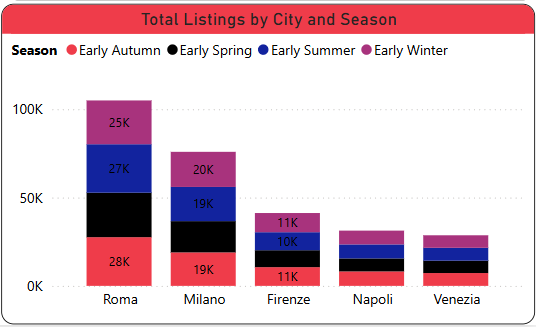 Total Listings by City and Season
Season Early Autumn Early Spring Early Summer Early Winter
100K
50K
0K
25K
27K
28K
20K
19K
19K
11K
10K
11K
Roma Milano Firenze Napoli Venezia